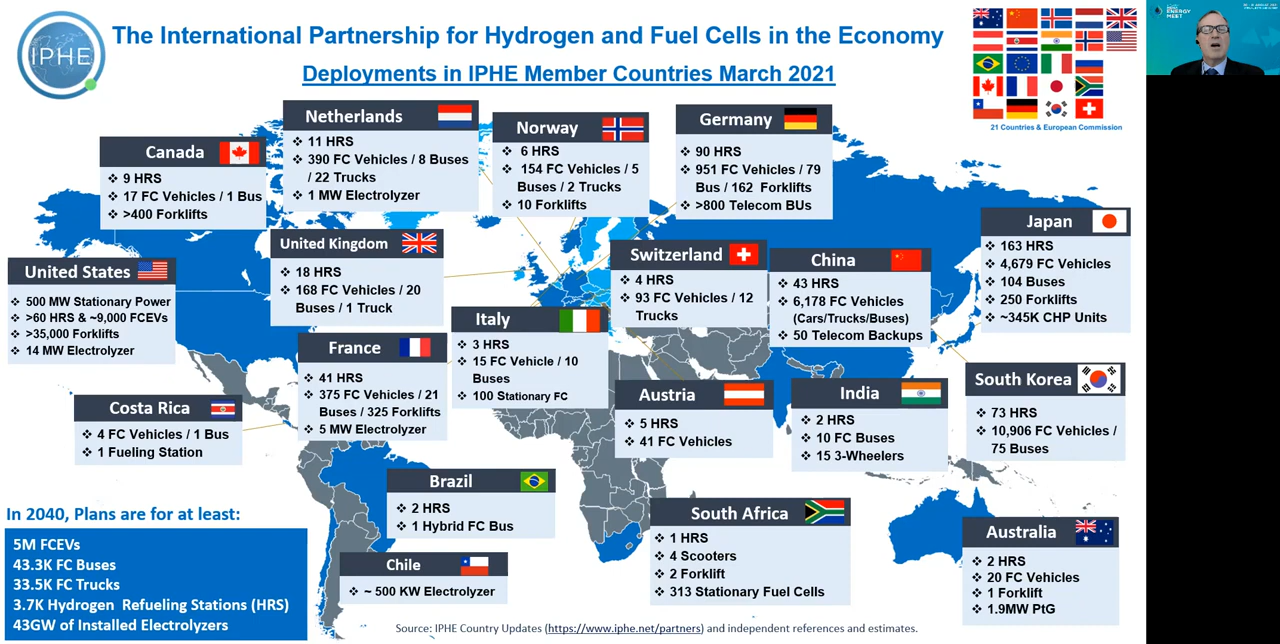 IPHE
The International Partnership for Hydrogen and Fuel Cells in the Economy
Deployments in IPHE Member Countries March 2021
21 Countries & European Commission
ENERGY
MEET
Canada
❖ 9 HRS
❖ 17 FC Vehicles / 1 Bus
❖ >400 Forklifts
Netherlands
❖ 11 HRS
❖ 390 FC Vehicles / 8 Buses
/ 22 Trucks
❖ 1 MW Electrolyzer
Norway
❖ 6 HRS
❖ 154 FC Vehicles / 5
Buses / 2 Trucks
❖ 10 Forklifts
Germany
❖ 90 HRS
❖ 951 FC Vehicles / 79
Bus / 162 Forklifts
❖ >800 Telecom BUs
Japan
❖ 163 HRS
❖ 4,679 FC Vehicles
❖ 104 Buses
❖ 250 Forklifts
❖ ~345K CHP Units
United States
❖ 500 MW Stationary Power
❖ >60 HRS & ~9,000 FCEVs
❖ >35,000 Forklifts
❖ 14 MW Electrolyzer
United Kingdom
❖ 18 HRS
❖ 168 FC Vehicles / 20
Buses / 1 Truck
Switzerland
❖ 4 HRS
❖ 93 FC Vehicles / 12
Trucks
China
❖ 43 HRS
❖ 6,178 FC Vehicles
(Cars/Trucks/Buses)
❖ 50 Telecom Backups
Italy
❖ 3 HRS
❖ 15 FC Vehicle / 10
Buses
❖ 100 Stationary FC
France
❖ 41 HRS
❖ 375 FC Vehicles / 21
Buses / 325 Forklifts
❖ 5 MW Electrolyzer
Austria
❖ 5 HRS
❖ 41 FC Vehicles
India
❖ 2 HRS
❖ 10 FC Buses
❖ 15 3-Wheelers
South Korea
❖ 73 HRS
❖ 10,906 FC Vehicles /
75 Buses
Costa Rica
❖ 4 FC Vehicles / 1 Bus
❖ 1 Fueling Station
Brazil
❖ 2 HRS
❖ 1 Hybrid FC Bus
South Africa
❖ 1 HRS
❖ 4 Scooters
❖ 2 Forklift
❖ 313 Stationary Fuel Cells
Australia
❖ 2 HRS
❖ 20 FC Vehicles
❖ 1 Forklift
❖ 1.9MW PtG
Chile
❖ ~ 500 KW Electrolyzer
In 2040, Plans are for at least:
5M FCEVs
43.3K FC Buses
33.5K FC Trucks
3.7K Hydrogen Refueling Stations (HRS)
43GW of Installed Electrolyzers
Source: IPHE Country Updates (https://www.iphe.net/partners) and independent references and estimates.